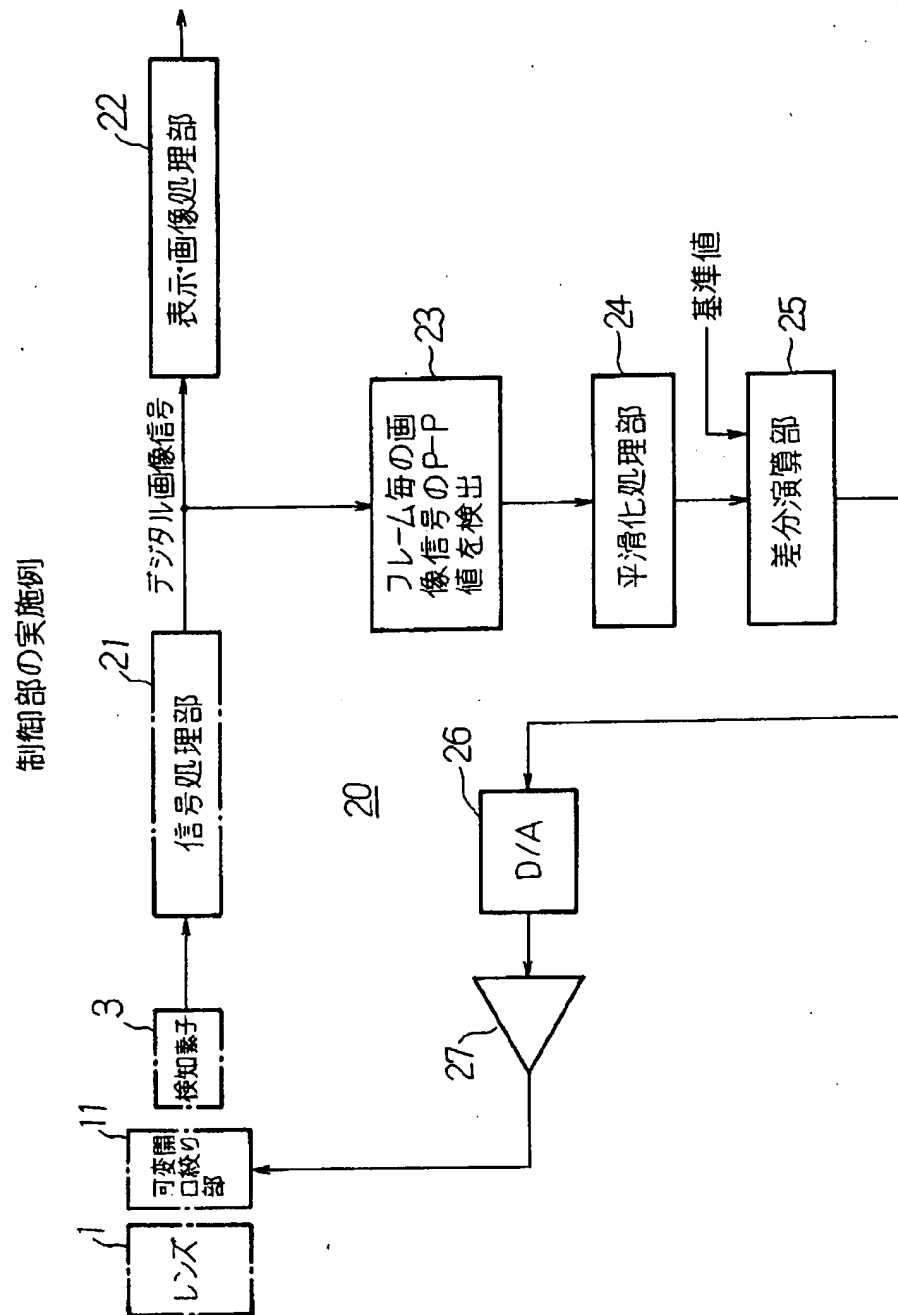 制御部の実施例
1
レンズ
11
可変開
口絞り
部
3
検知素子
21
信号処理部
デジタル画像信号
22
表示・画像処理部
23
フレーム毎の画
像信号のP-P
値を検出
24
平滑化処理部
基準値
25
差分演算部
20
26
D/A
27